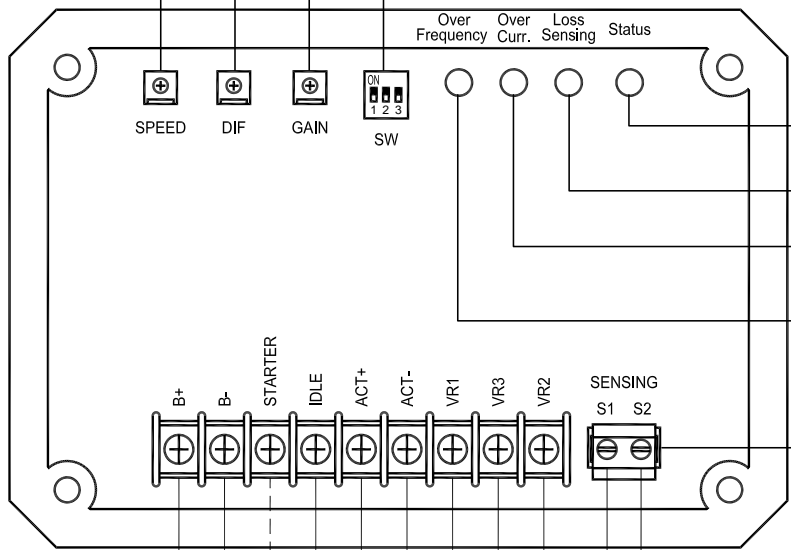 Over Frequency
Over Curr.
Loss Sensing
Status
ON
1 2 3
SPEED
DIF
GAIN
SW
B+
B-
STARTER
IDLE
ACT+
ACT-
VR1
VR3
VR2
SENSING
S1 S2